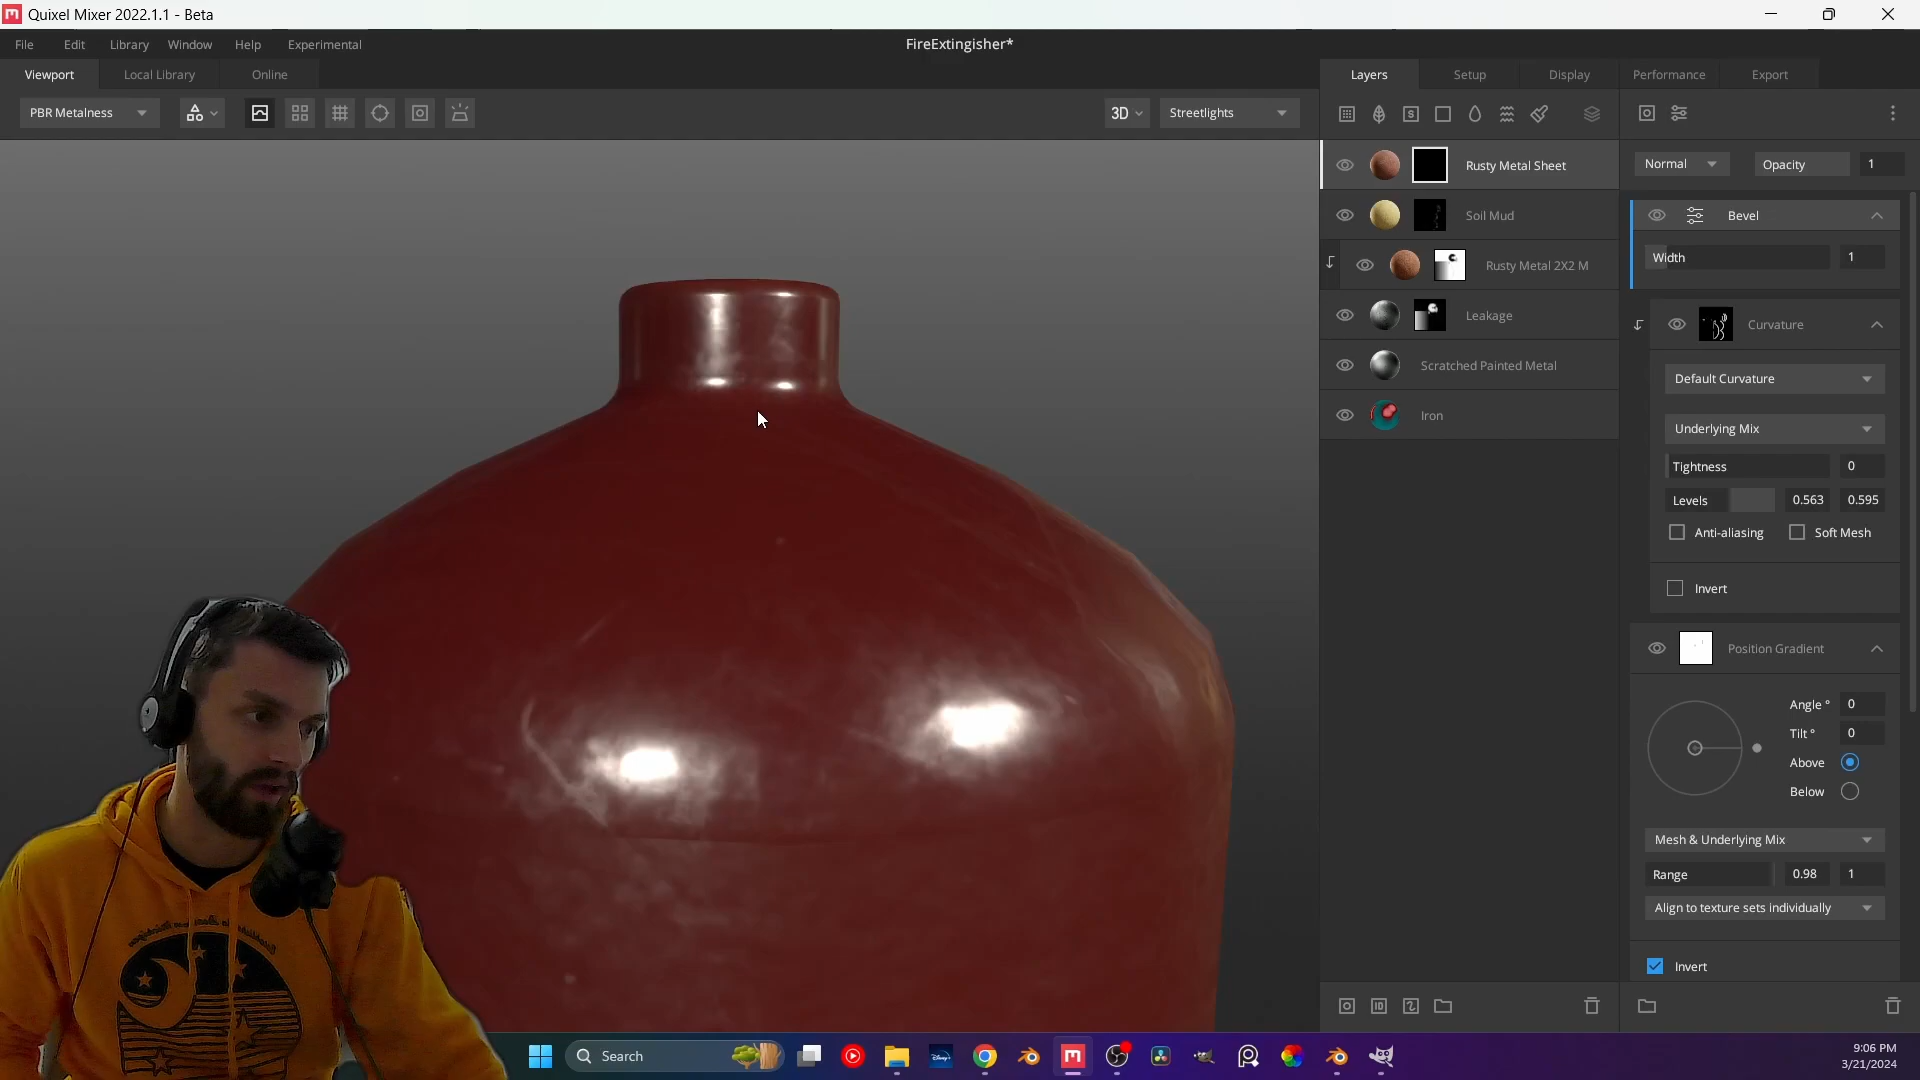 Quixel Mixer 2022.1.1 - Beta
File Edit Library Window Help Experimental
FireExtingisher*
Viewport Local Library Online
Layers Setup Display Performance Export
PBR Metalness
3D Streetlights
Rusty Metal Sheet
Soil Mud
Rusty Metal 2X2 M
Leakage
Scratched Painted Metal
Iron
Normal Opacity 1
Bevel
Width 1
Curvature
Default Curvature
Underlying Mix
Tightness 0
Levels 0.563 0.595
Anti-aliasing Soft Mesh
Invert
Position Gradient
Angle ° 0
Tilt ° 0
Above
Below
Mesh & Underlying Mix
Range 0.98 1
Align to texture sets individually
Invert
Search
9:06 PM
3/21/2024